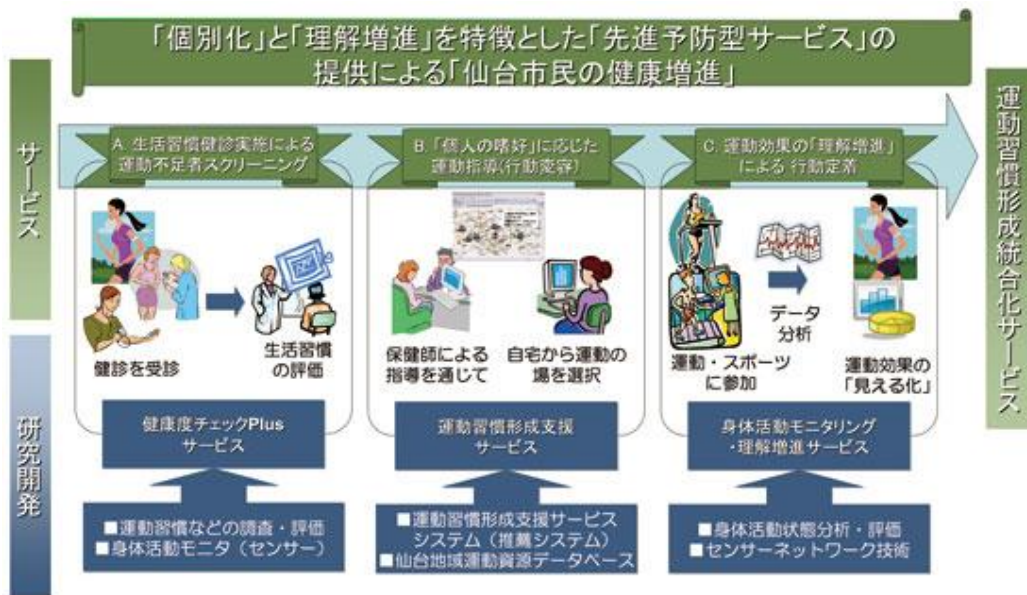 「個別化」と「理解増進」を特徴とした「先進予防型サービス」の
提供による「仙台市民の健康増進」
サービス
A. 生活習慣健診実施による
運動不足者スクリーニング
健診を受診
生活習慣
の評価
健康度チェックPlus
サービス
B. 「個人の嗜好」に応じた
運動指導(行動変容)
保健師による
指導を通じて
自宅から運動の
場を選択
運動習慣形成支援
サービス
C. 運動効果の「理解増進」
による 行動定着
運動・スポーツ
に参加
データ
分析
運動効果の
「見える化」
身体活動モニタリング
・理解増進サービス
運動習慣形成統合化サービス
研究開発
■運動習慣などの調査・評価
■身体活動モニタ（センサー）
■運動習慣形成支援サービス
システム（推薦システム）
■仙台地域運動資源データベース
■身体活動状態分析・評価
■センサーネットワーク技術